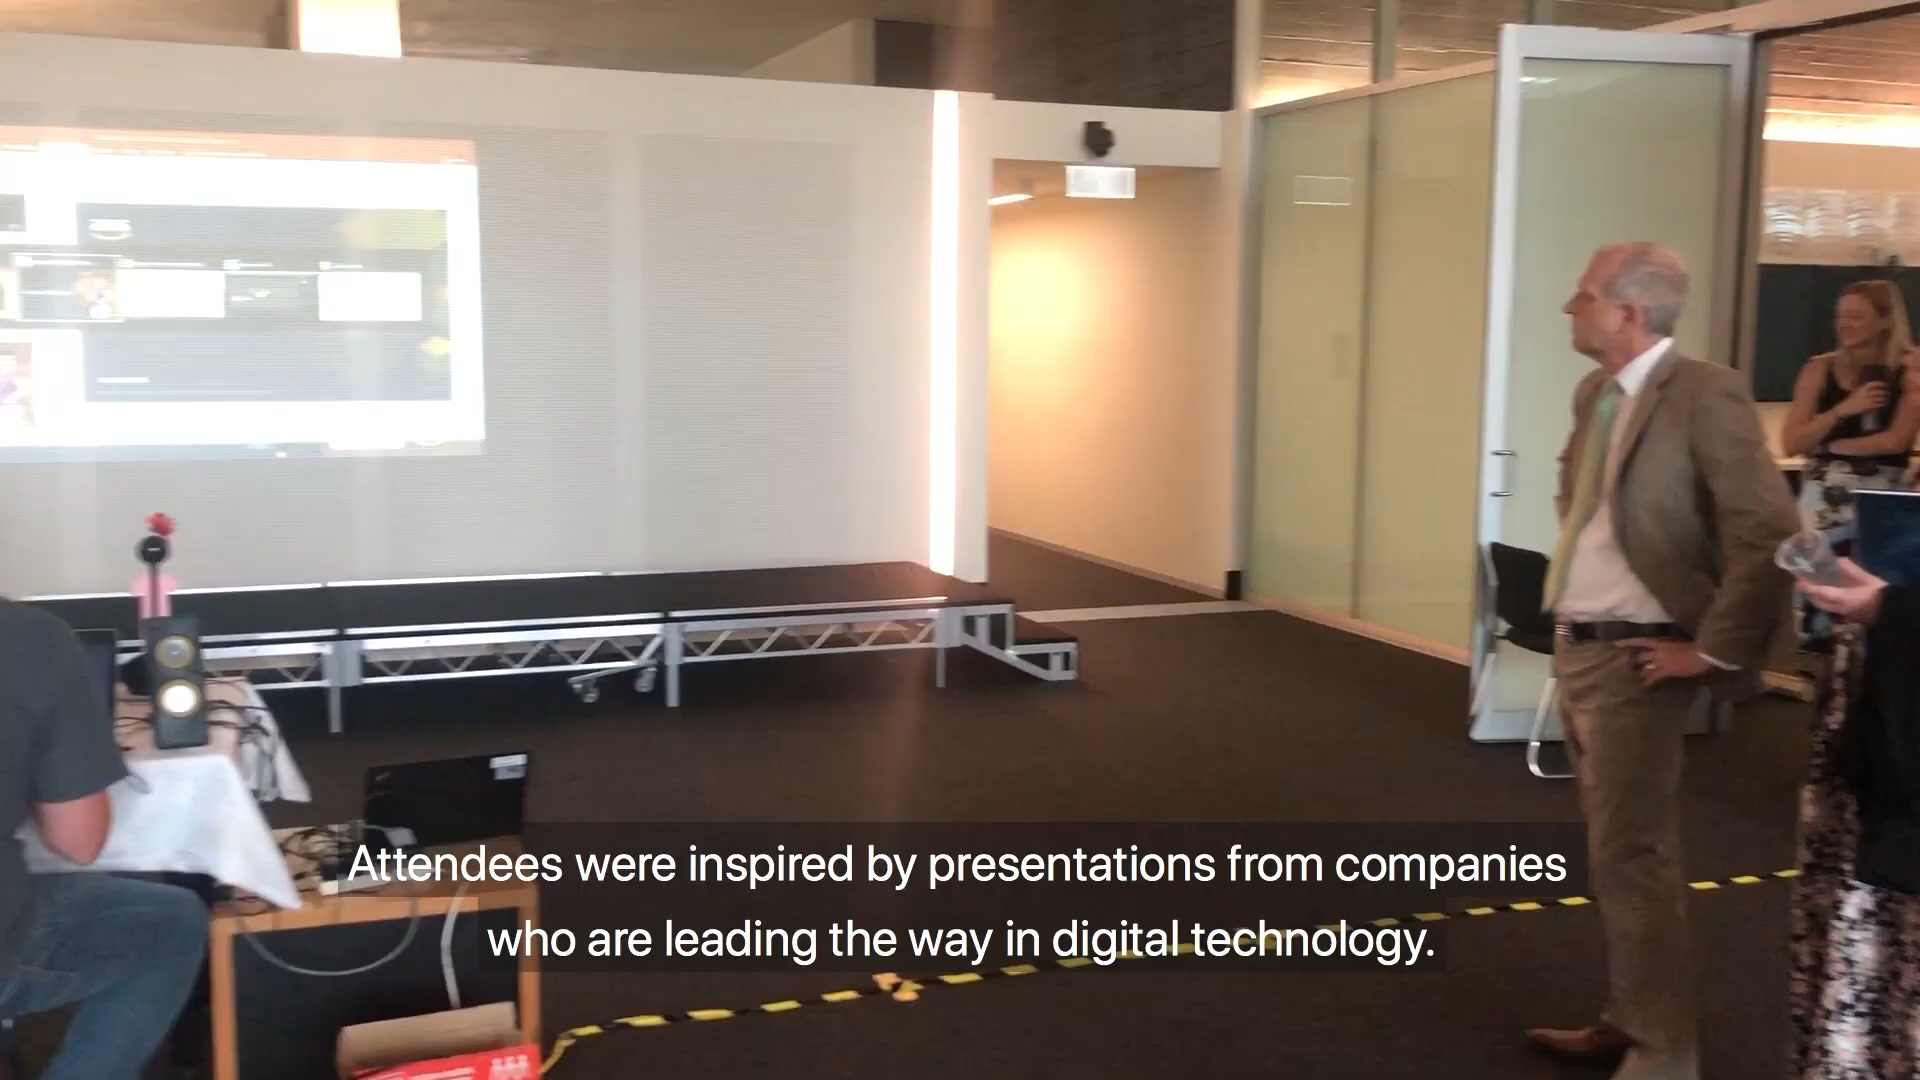 Attendees were inspired by presentations from companies
who are leading the way in digital technology.